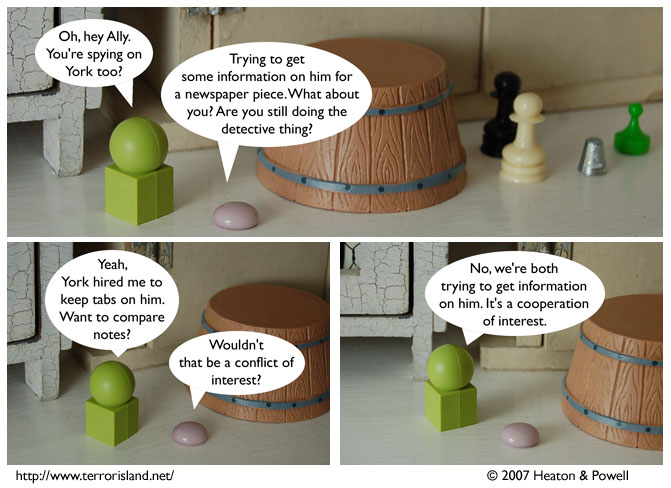 Oh, hey Ally.
You're spying on
York too?
Trying to get
some information on him for
a newspaper piece. What about
you? Are you still doing the
detective thing?
Yeah,
York hired me to
keep tabs on him.
Want to compare
notes?
Wouldn't
that be a conflict of
interest?
No, we're both
trying to get information
on him. It's a cooperation
of interest.
http://www.terrorisland.net/
© 2007 Heaton & Powell